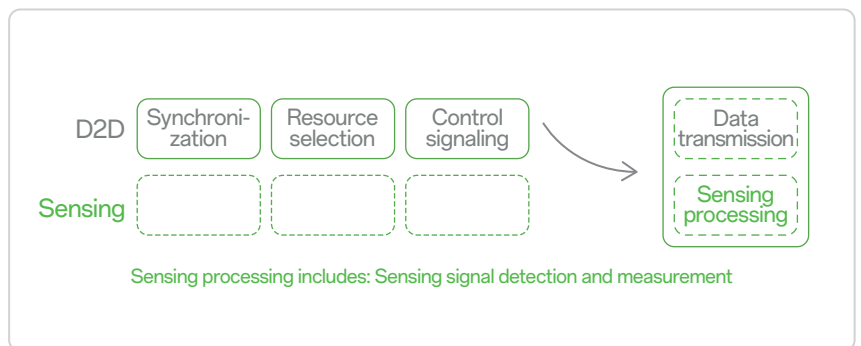 D2D
Synchroni-
zation
Resource
selection
Control
signaling
Data
transmission
Sensing
Sensing
processing
Sensing processing includes: Sensing signal detection and measurement